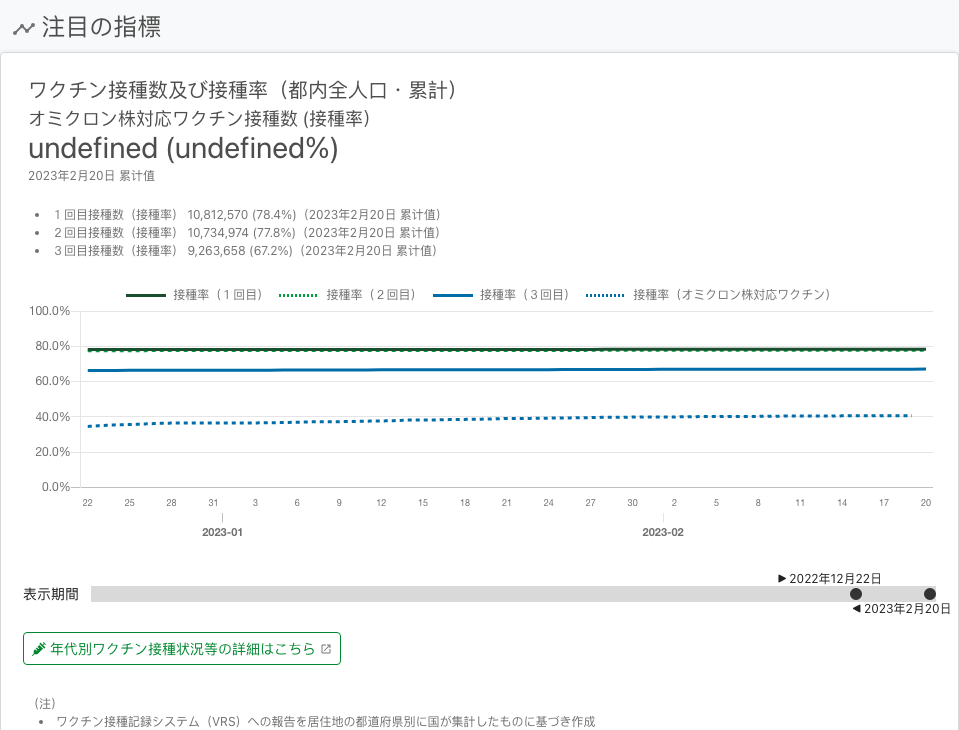 注目の指標
ワクチン接種数及び接種率（都内全人口・累計）
オミクロン株対応ワクチン接種数 (接種率）
undefined (undefined%)
2023年2月20日 累计值
• 1 回目接種数（接種率） 10,812,570 (78.4%)（2023年2月20日 累计值)
• 2 回目接種数（接種率） 10,734,974 (77.8%)（2023年2月20日 累计值)
• 3 回目接種数（接種率） 9,263,658 (67.2%)（2023年2月20日 累计值)
接種率（１回目） 接種率（２回目） 接種率（３回目） 接種率（オミクロン株対応ワクチン）
100.0%
80.0%
60.0%
40.0%
20.0%
0.0%
22 25 28 31 3 6 9 12 15 18 21 24 27 30 2 5 8 11 14 17 20
2023-01 2023-02
▶ 2022年12月22日
表示期間
◀ 2023年2月20日
年代別ワクチン接種状況等の詳細はこちら
（注）
• ワクチン接種記録システム（VRS）への報告を居住地の都道府県別に国が集計したものに基づき作成